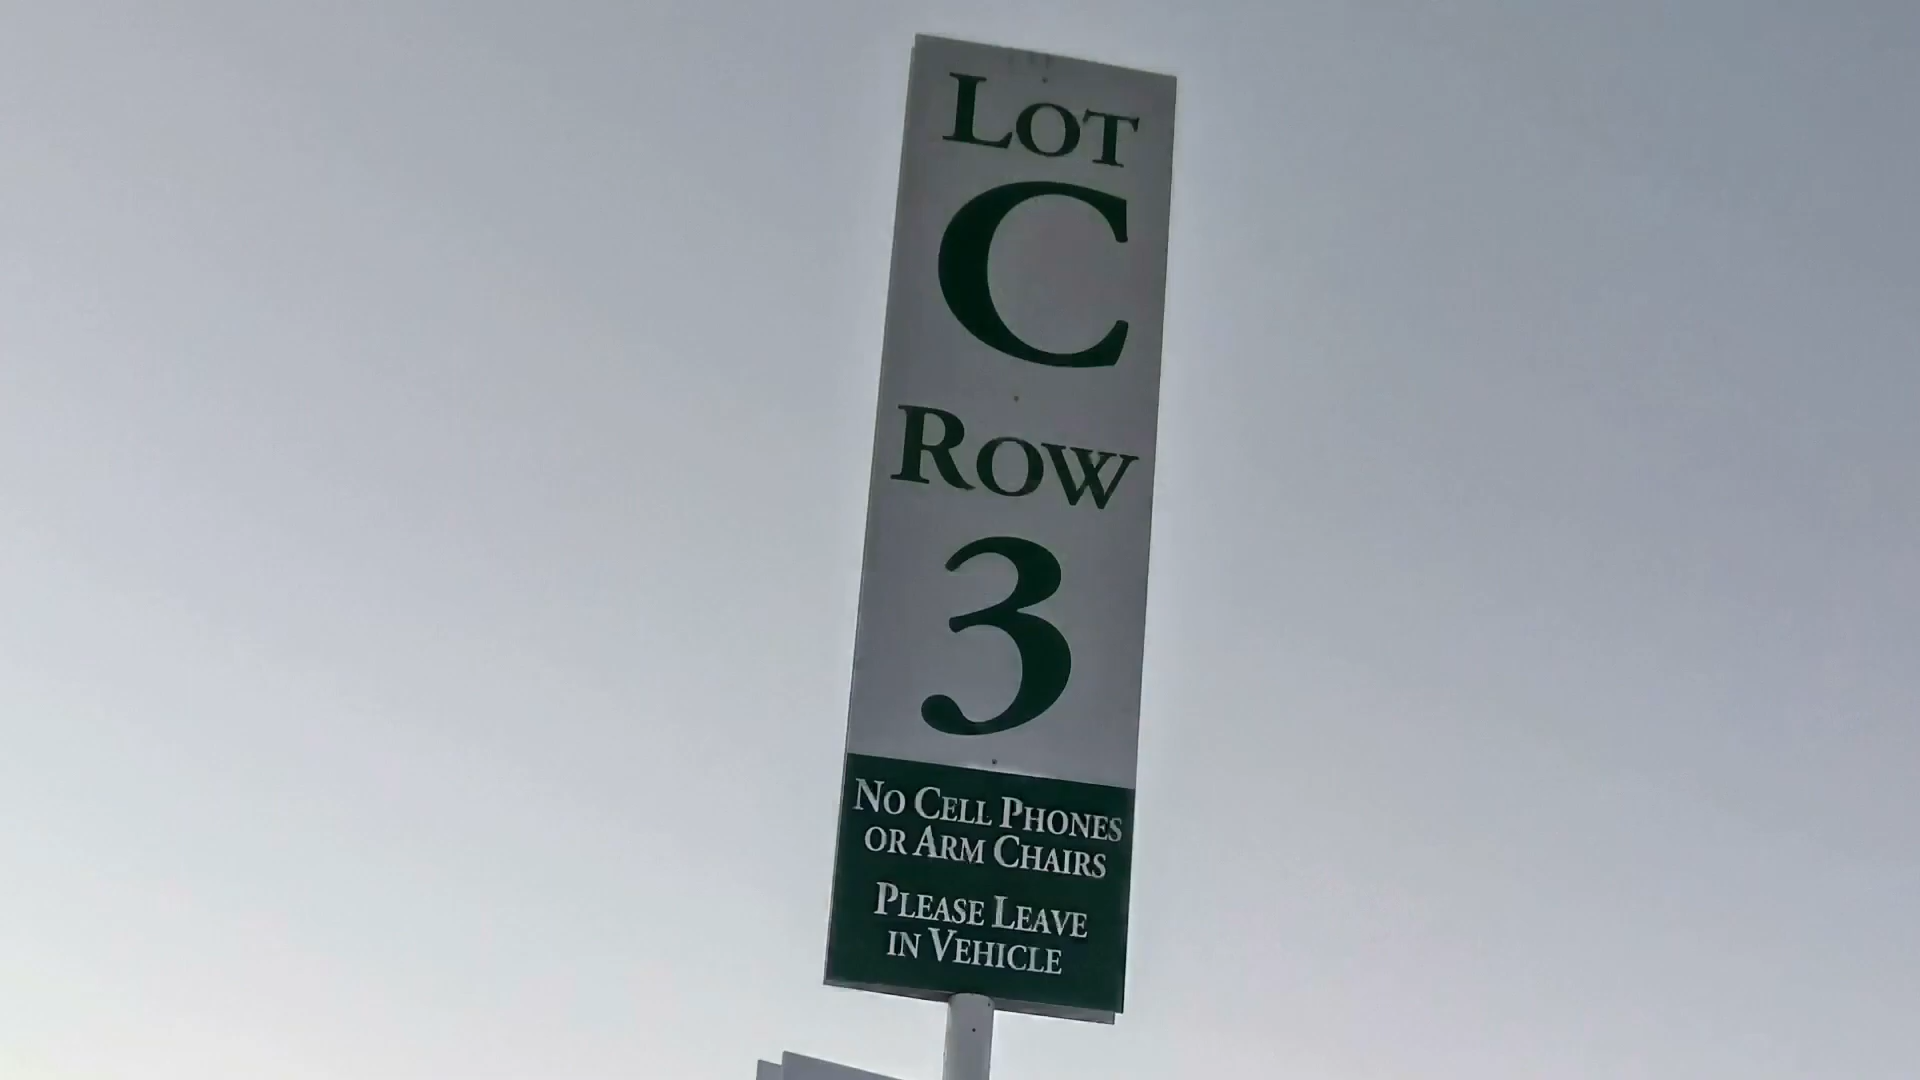 LOT
C
ROW
3
NO CELL PHONES
OR ARM CHAIRS
PLEASE LEAVE
IN VEHICLE